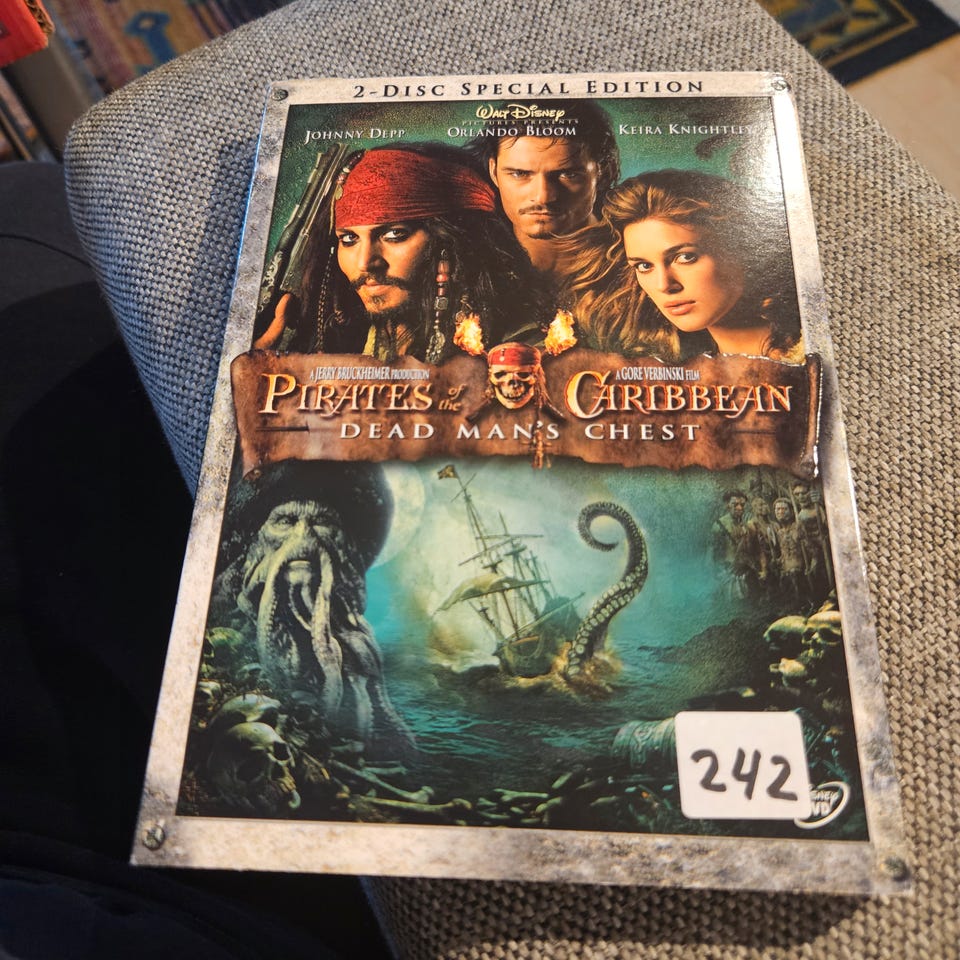 2-DISC SPECIAL EDITION
WALT DISNEY
PICTURES PRESENTS
JOHNNY DEPP ORLANDO BLOOM KEIRA KNIGHTLEY
A JERRY BRUCKHEIMER PRODUCTION A GORE VERBINSKI FILM
PIRATES of the CARIBBEAN
DEAD MAN'S CHEST
242